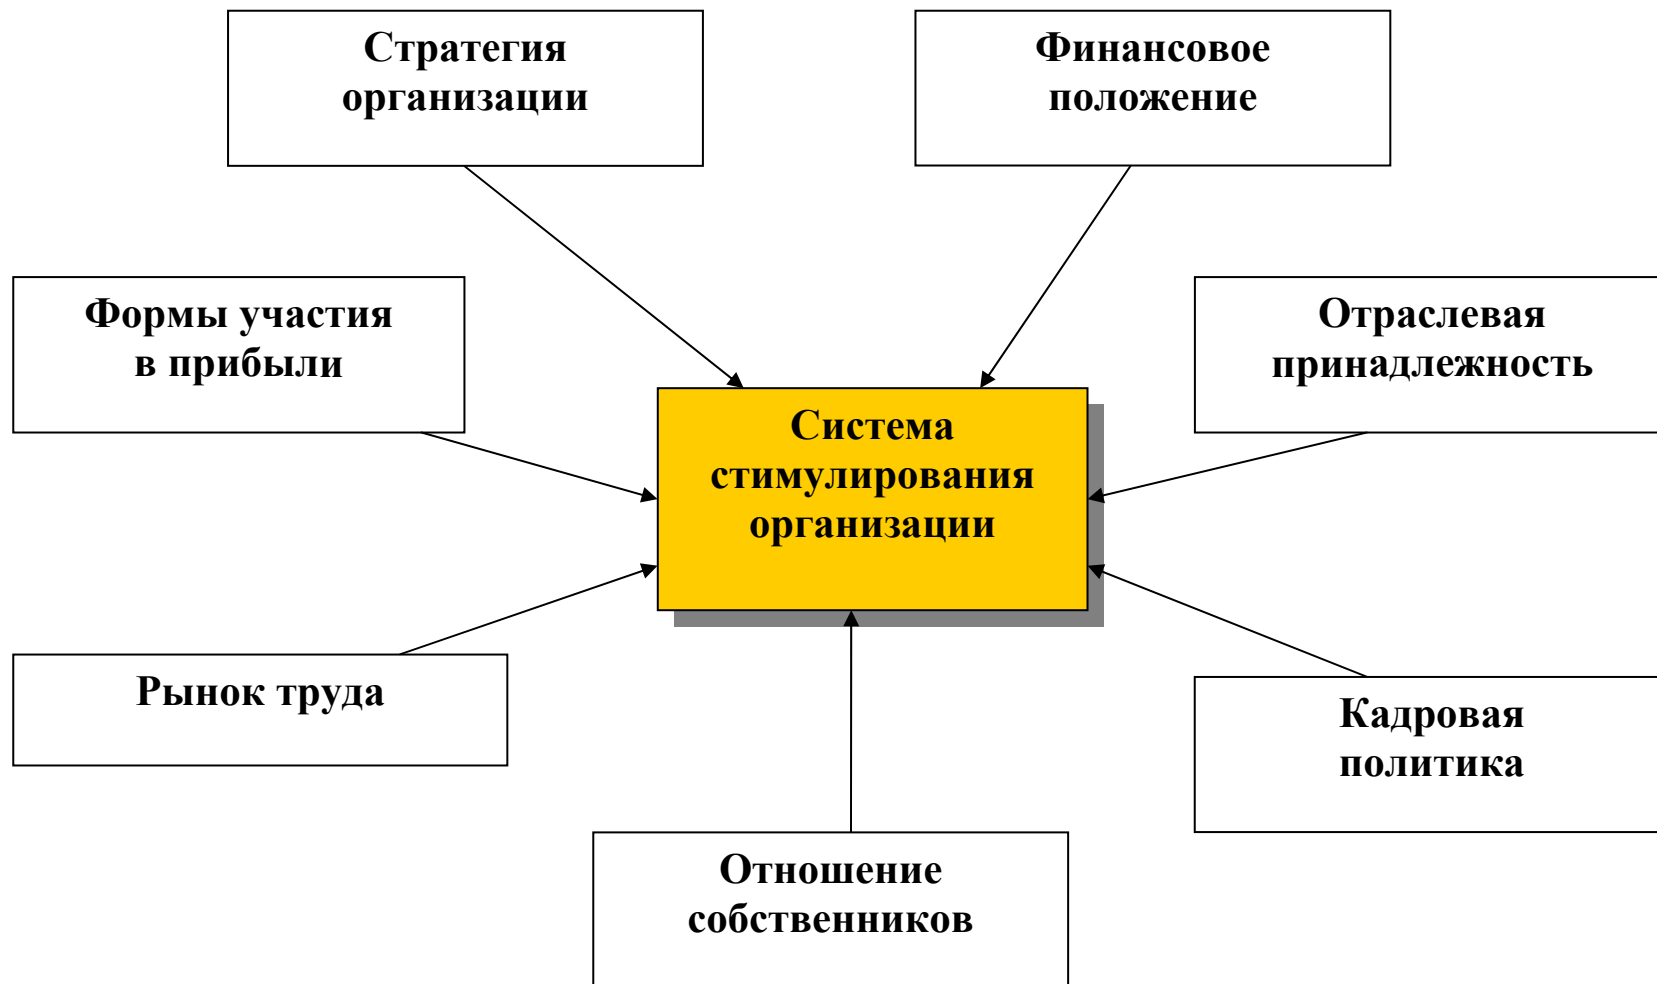 Стратегия
организации
Финансовое
положение
Формы участия
в прибыли
Отраслевая
принадлежность
Система
стимулирования
организации
Рынок труда
Кадровая
политика
Отношение
собственников